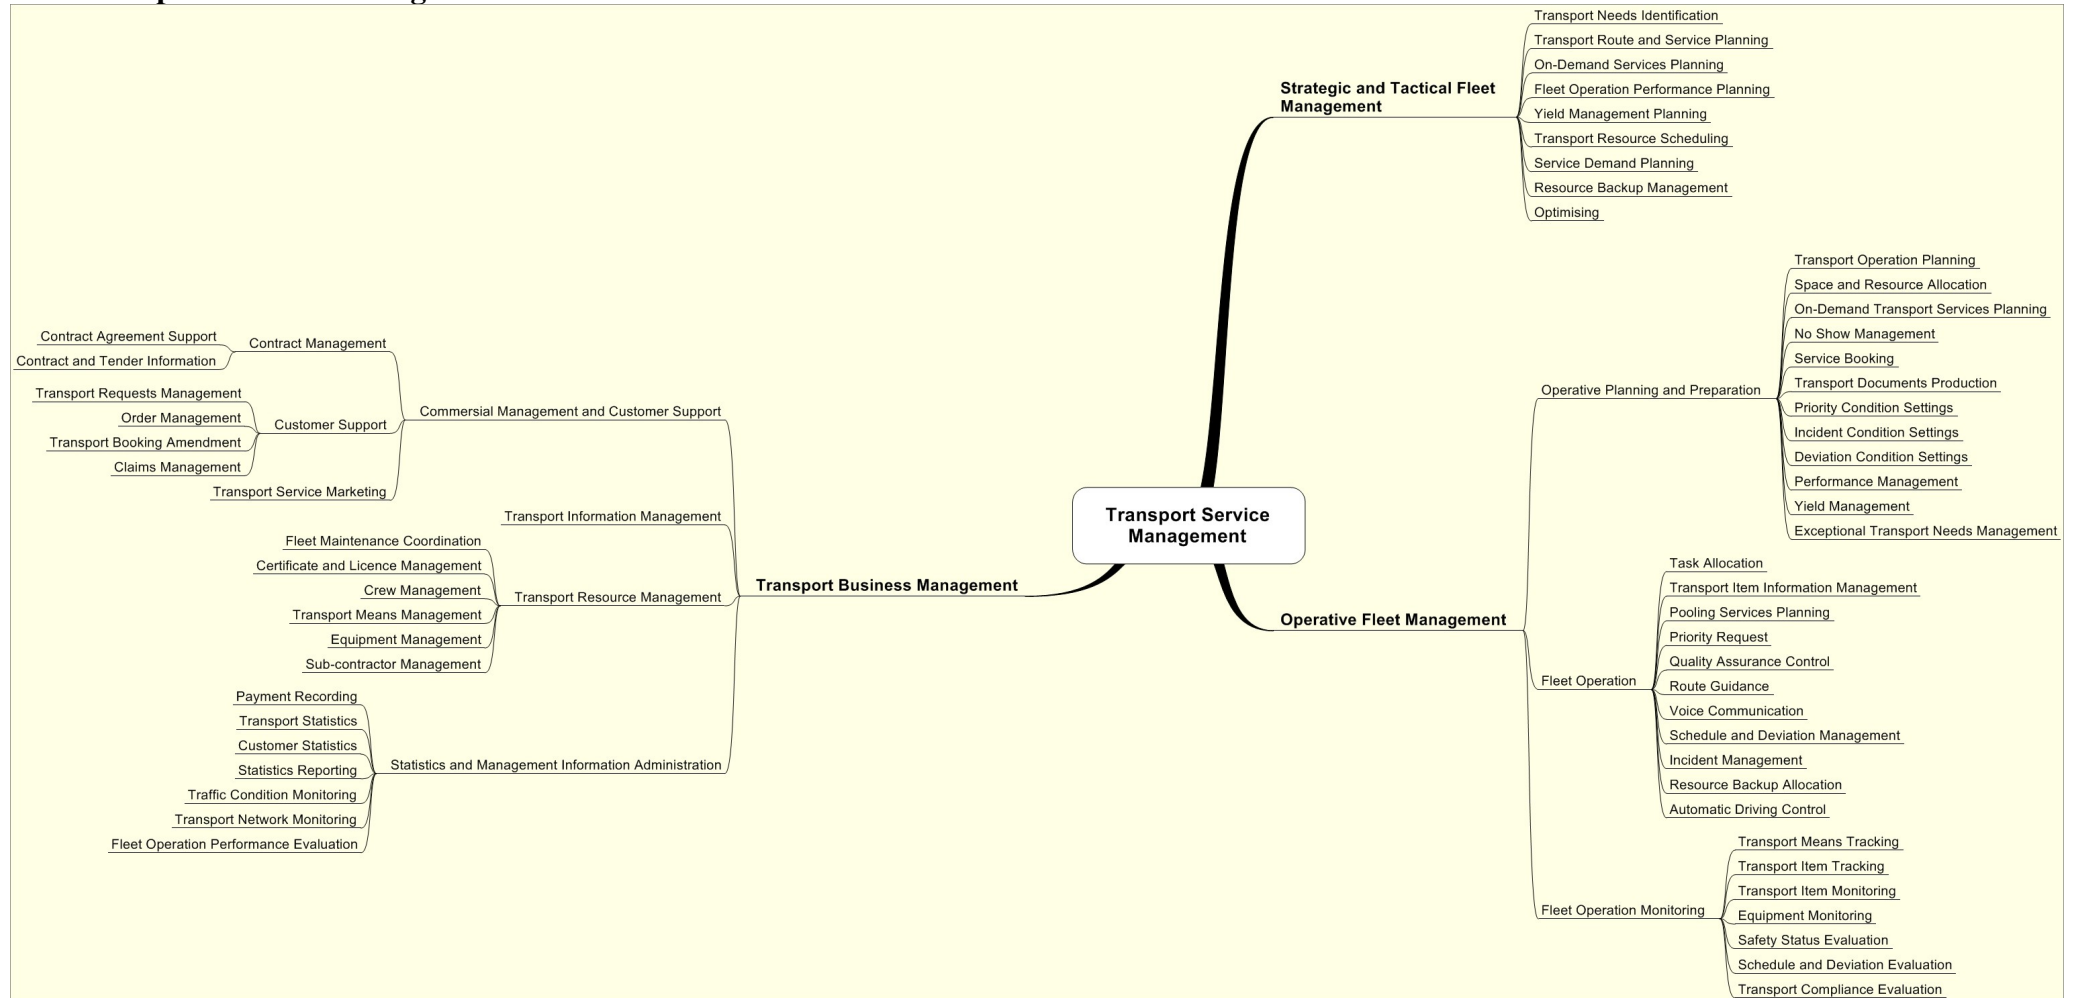 Strategic and Tactical Fleet
Management
Transport Needs Identification
Transport Route and Service Planning
On-Demand Services Planning
Fleet Operation Performance Planning
Yield Management Planning
Transport Resource Scheduling
Service Demand Planning
Resource Backup Management
Optimising
Transport Service
Management
Operative Fleet Management
Operative Planning and Preparation
Transport Operation Planning
Space and Resource Allocation
On-Demand Transport Services Planning
No Show Management
Service Booking
Transport Documents Production
Priority Condition Settings
Incident Condition Settings
Deviation Condition Settings
Performance Management
Yield Management
Exceptional Transport Needs Management
Fleet Operation
Task Allocation
Transport Item Information Management
Pooling Services Planning
Priority Request
Quality Assurance Control
Route Guidance
Voice Communication
Schedule and Deviation Management
Incident Management
Resource Backup Allocation
Automatic Driving Control
Fleet Operation Monitoring
Transport Means Tracking
Transport Item Tracking
Transport Item Monitoring
Equipment Monitoring
Safety Status Evaluation
Schedule and Deviation Evaluation
Transport Compliance Evaluation
Transport Business Management
Commersial Management and Customer Support
Contract Management
Contract Agreement Support
Contract and Tender Information
Customer Support
Transport Requests Management
Order Management
Transport Booking Amendment
Claims Management
Transport Service Marketing
Transport Information Management
Transport Resource Management
Fleet Maintenance Coordination
Certificate and Licence Management
Crew Management
Transport Means Management
Equipment Management
Sub-contractor Management
Statistics and Management Information Administration
Payment Recording
Transport Statistics
Customer Statistics
Statistics Reporting
Traffic Condition Monitoring
Transport Network Monitoring
Fleet Operation Performance Evaluation